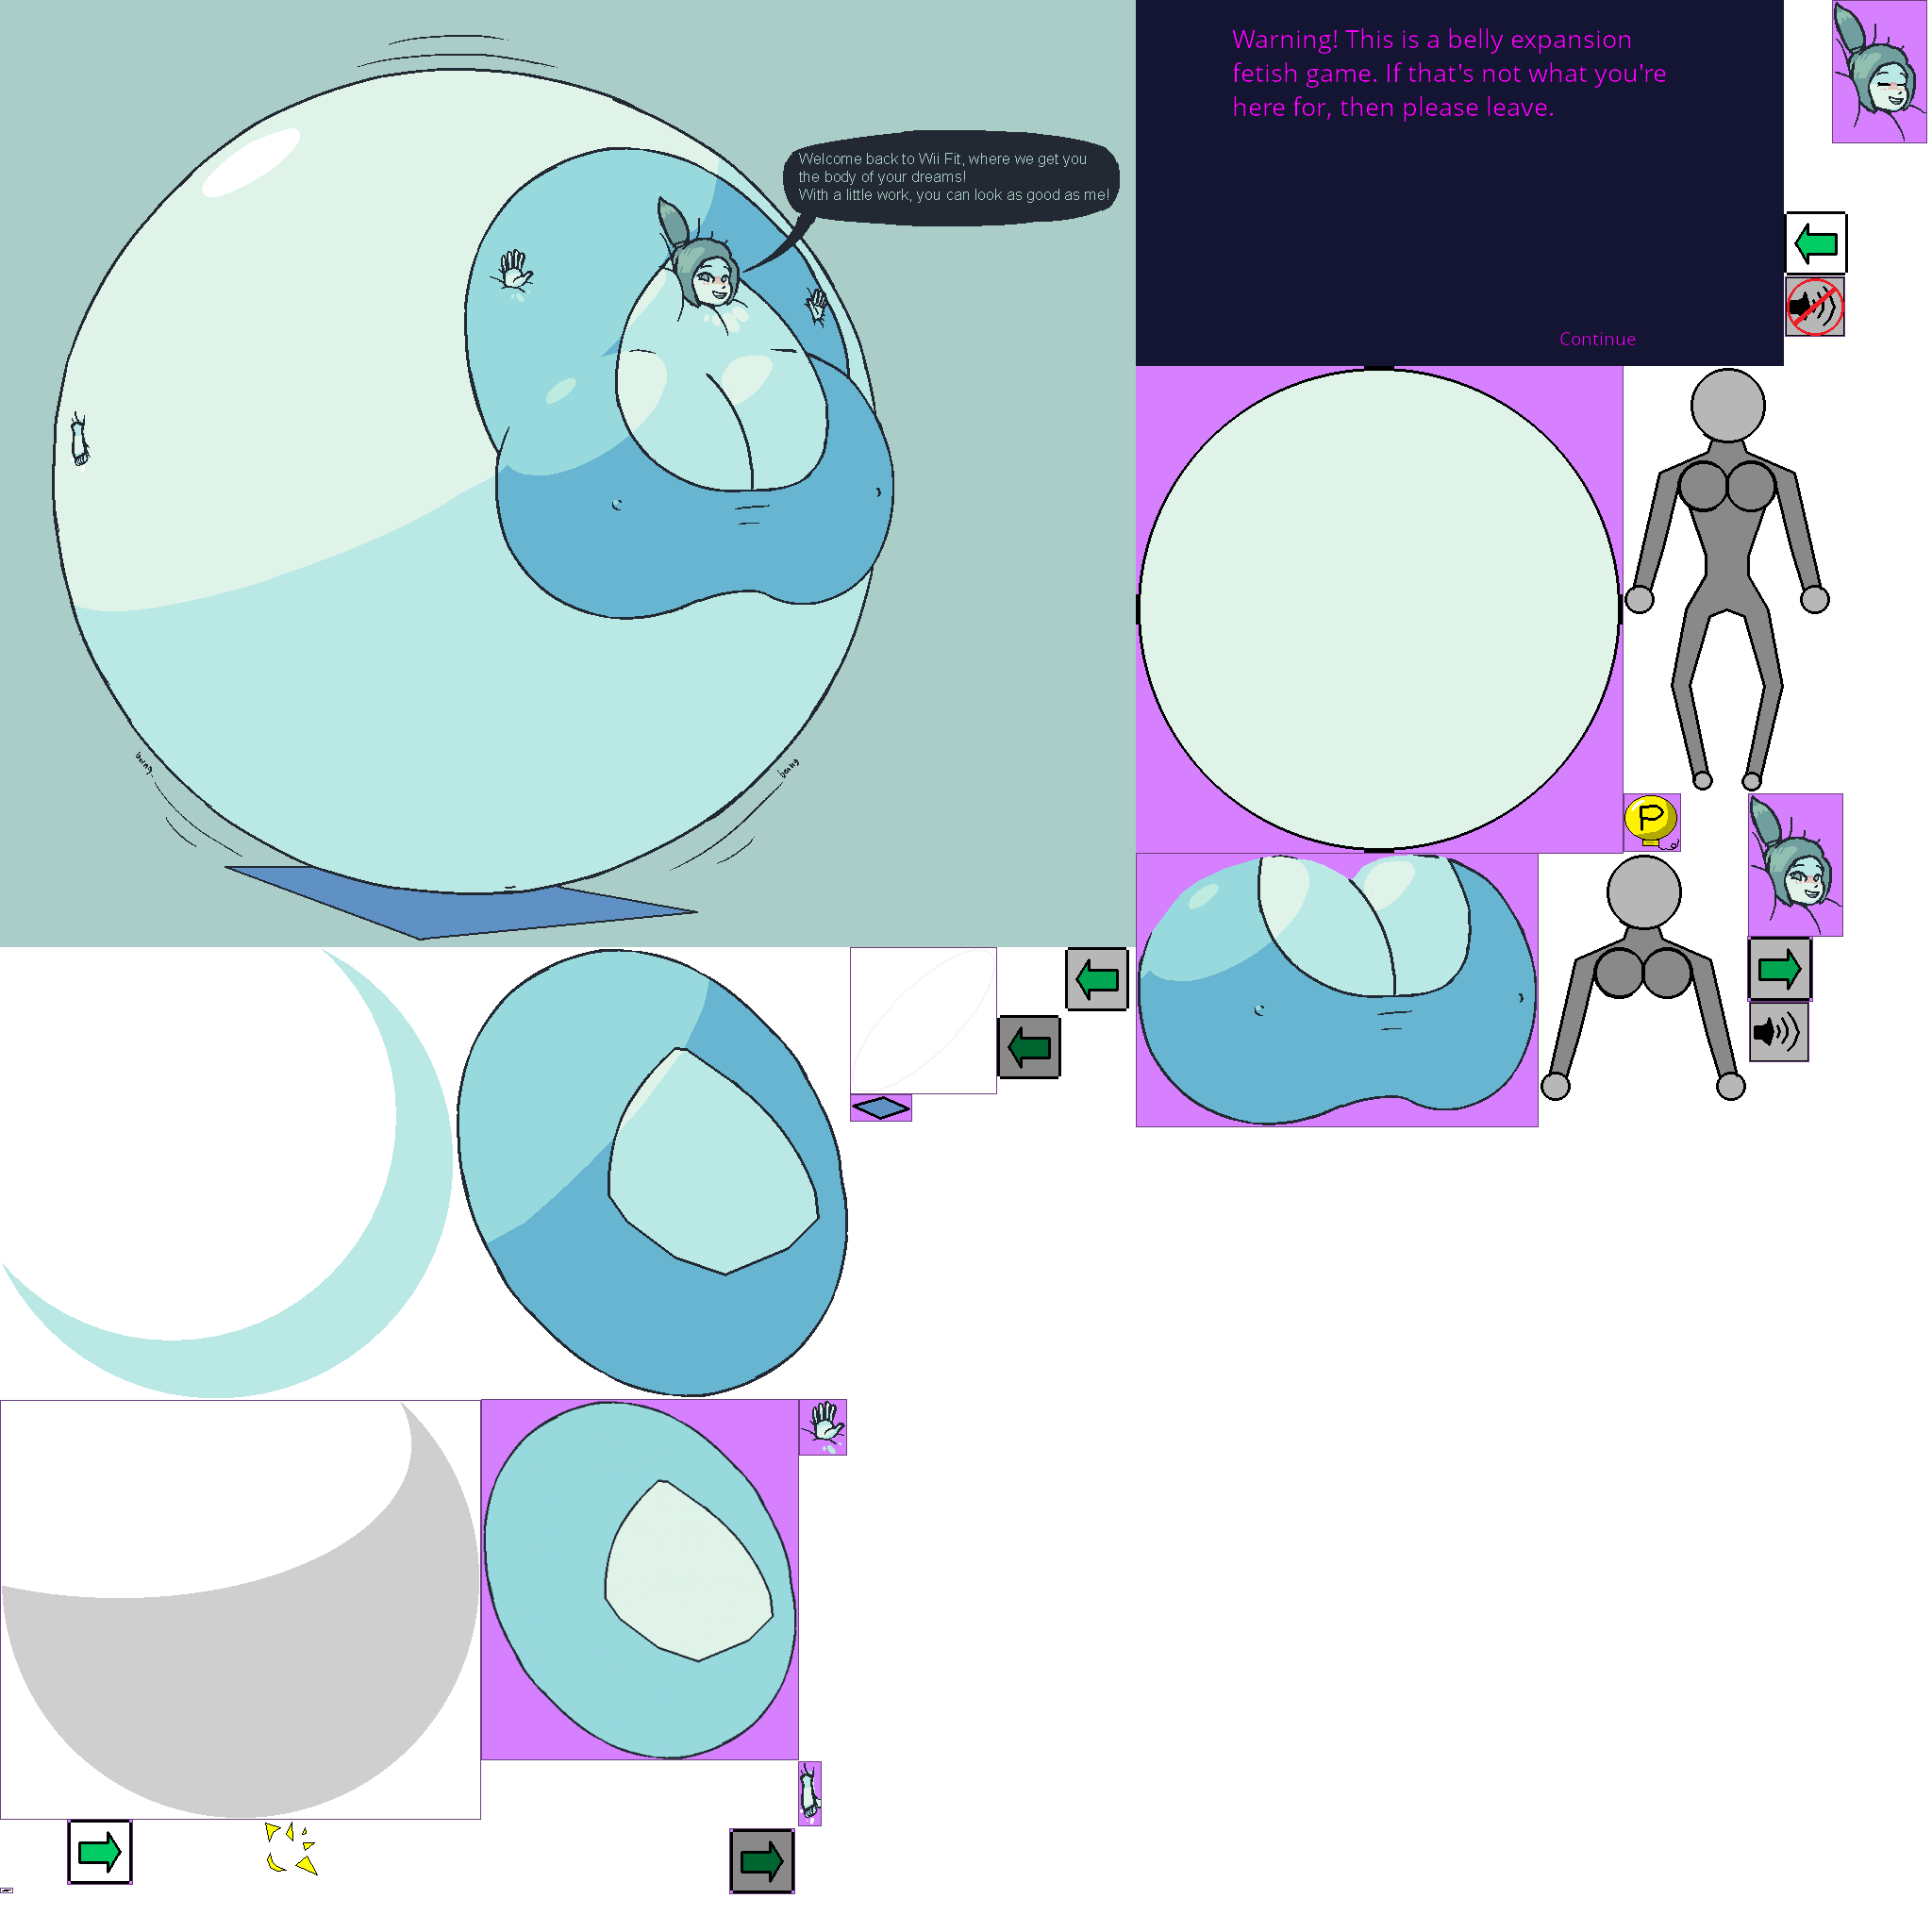 Warning! This is a belly expansion
fetish game. If that's not what you're
here for, then please leave.
Continue
Welcome back to Wii Fit, where we get you
the body of your dreams!
With a little work, you can look as good as me!
boing
boing
P